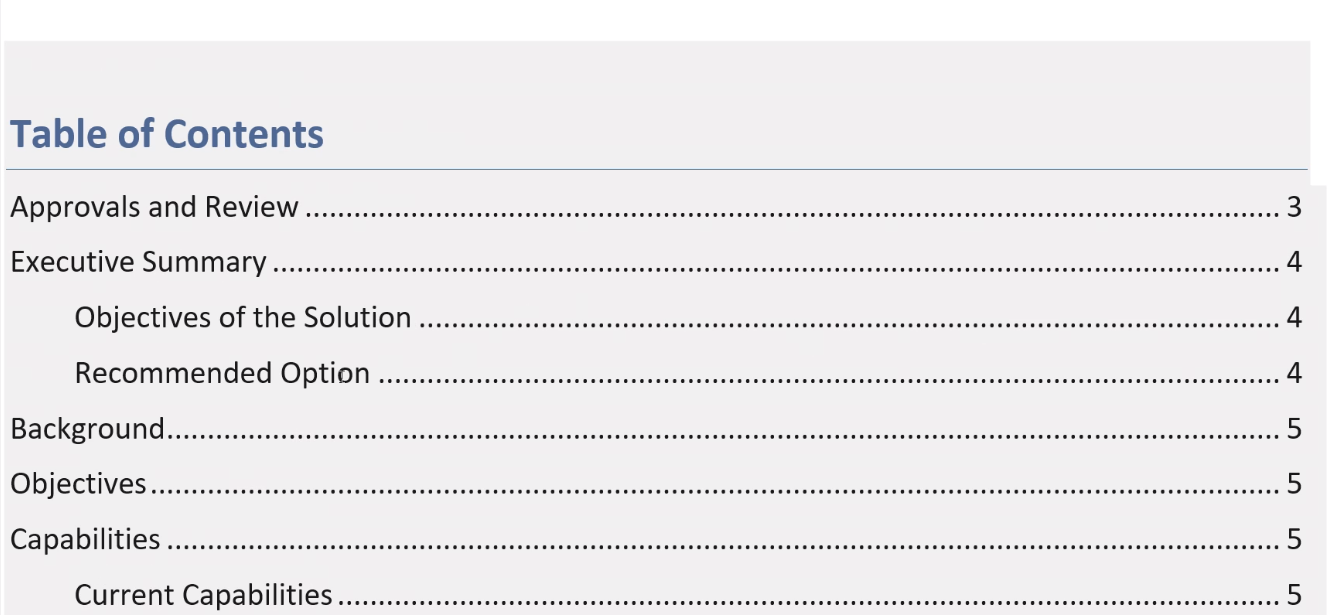 Table of Contents
Approvals and Review ........................................................................................................................ 3
Executive Summary ............................................................................................................................ 4
Objectives of the Solution .......................................................................................................... 4
Recommended Option ............................................................................................................... 4
Background......................................................................................................................................... 5
Objectives ........................................................................................................................................... 5
Capabilities ......................................................................................................................................... 5
Current Capabilities .................................................................................................................... 5